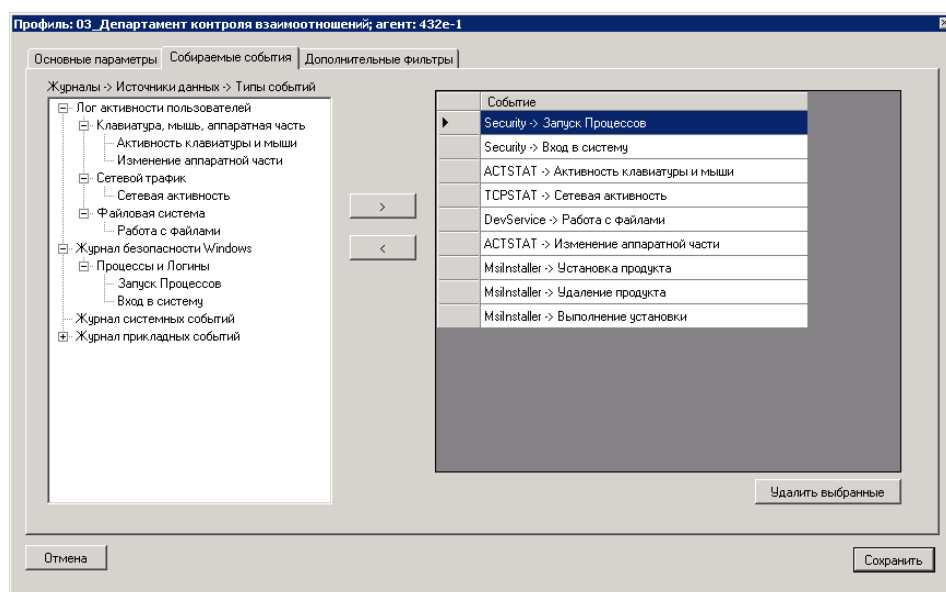 Профиль: 03_Департамент контроля взаимоотношений; агент: 432e-1
Основные параметры
Собираемые события
Дополнительные фильтры
Журналы -> Источники данных -> Типы событий
Лог активности пользователей
Клавиатура, мышь, аппаратная часть
Активность клавиатуры и мыши
Изменение аппаратной части
Сетевой трафик
Сетевая активность
Файловая система
Работа с файлами
Журнал безопасности Windows
Процессы и Логины
Запуск Процессов
Вход в систему
Журнал системных событий
Журнал прикладных событий
>
<
Событие
Security -> Запуск Процессов
Security -> Вход в систему
ACTSTAT -> Активность клавиатуры и мыши
TCPSTAT -> Сетевая активность
DevService -> Работа с файлами
ACTSTAT -> Изменение аппаратной части
MsiInstaller -> Установка продукта
MsiInstaller -> Удаление продукта
MsiInstaller -> Выполнение установки
Удалить выбранные
Отмена
Сохранить